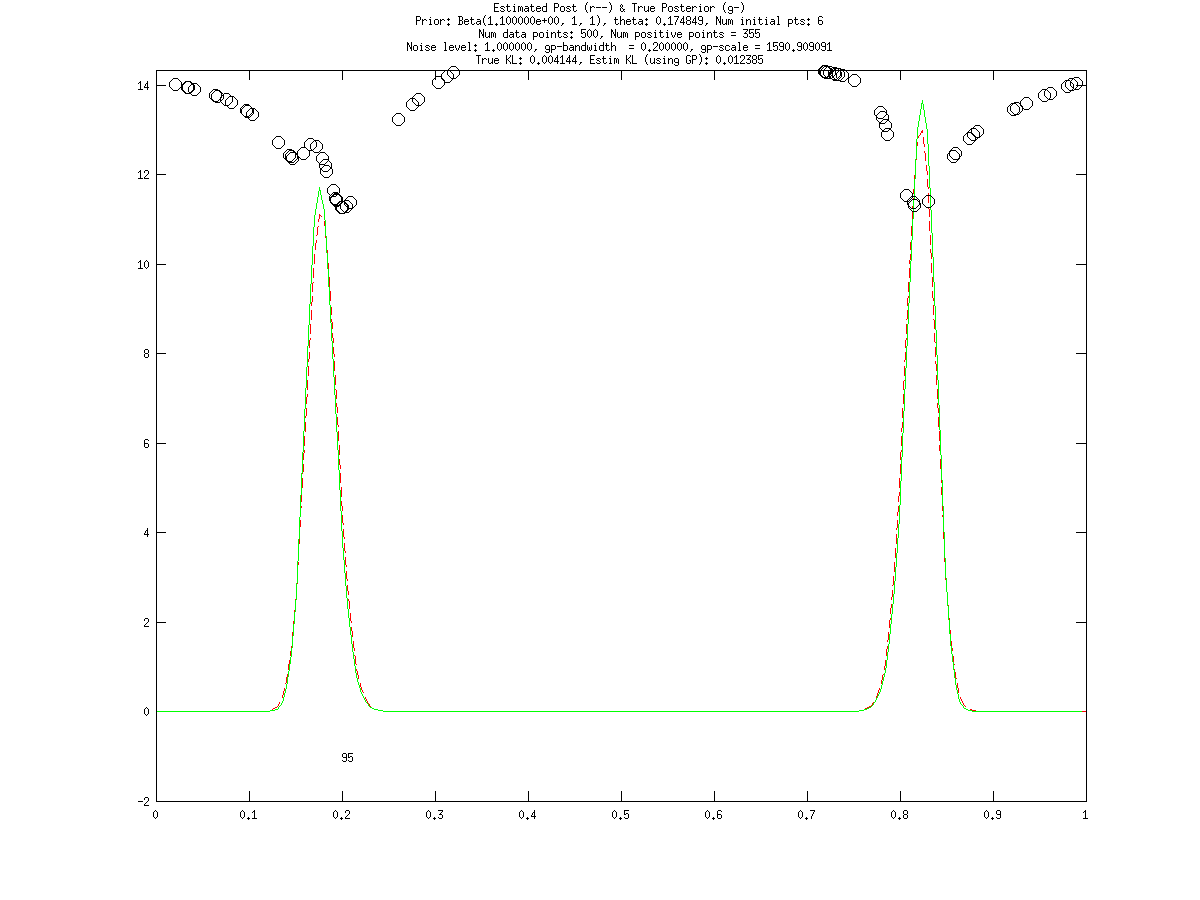 Estimated Post (r--) & True Posterior (g-)
Prior: Beta(1.100000e+00, 1, 1), theta: 0.174849, Num initial pts: 6
Num data points: 500, Num positive points = 355
Noise level: 1.000000, gp-bandwidth  = 0.200000, gp-scale = 1590.909091
True KL: 0.004144, Estim KL (using GP): 0.012385
14
12
10
8
6
4
2
0
95
-2
0 0.1 0.2 0.3 0.4 0.5 0.6 0.7 0.8 0.9 1